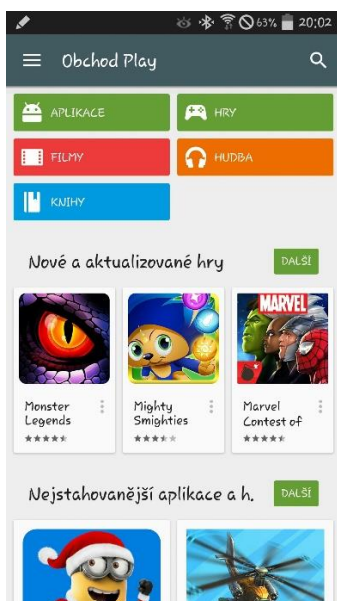 63% 20:02
Obchod Play
APLIKACE
HRY
FILMY
HUDBA
KNIHY
Nové a aktualizované hry
DALŠÍ
MARVEL
Monster
Legends
Mighty
Smighties
Marvel
Contest of
Nejstahovanější aplikace a h.
DALŠÍ